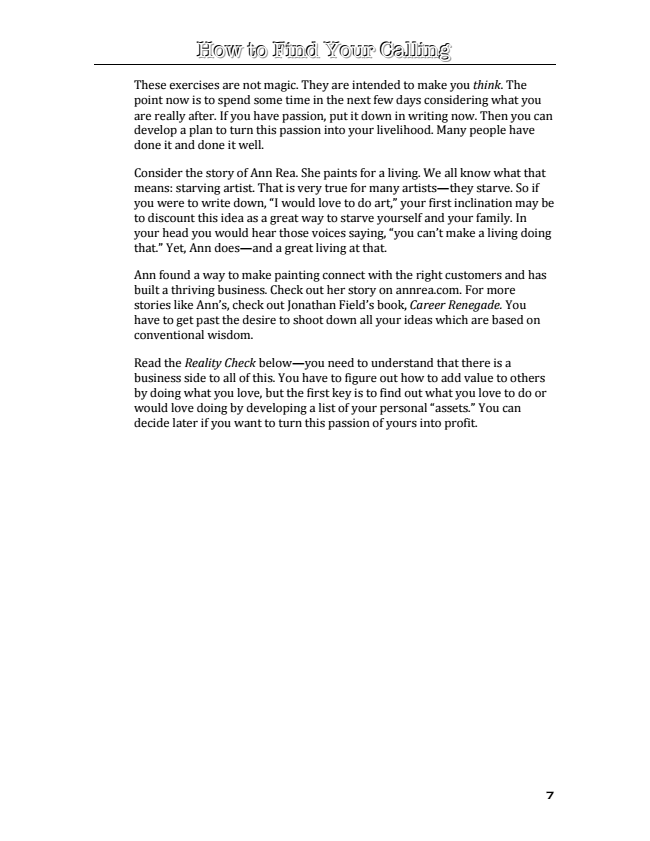 How to Find Your Calling
These exercises are not magic. They are intended to make you think. The
point now is to spend some time in the next few days considering what you
are really after. If you have passion, put it down in writing now. Then you can
develop a plan to turn this passion into your livelihood. Many people have
done it and done it well.
Consider the story of Ann Rea. She paints for a living. We all know what that
means: starving artist. That is very true for many artists—they starve. So if
you were to write down, “I would love to do art,” your first inclination may be
to discount this idea as a great way to starve yourself and your family. In
your head you would hear those voices saying, “you can’t make a living doing
that.” Yet, Ann does—and a great living at that.
Ann found a way to make painting connect with the right customers and has
built a thriving business. Check out her story on annrea.com. For more
stories like Ann’s, check out Jonathan Field’s book, Career Renegade. You
have to get past the desire to shoot down all your ideas which are based on
conventional wisdom.
Read the Reality Check below—you need to understand that there is a
business side to all of this. You have to figure out how to add value to others
by doing what you love, but the first key is to find out what you love to do or
would love doing by developing a list of your personal “assets.” You can
decide later if you want to turn this passion of yours into profit.
7